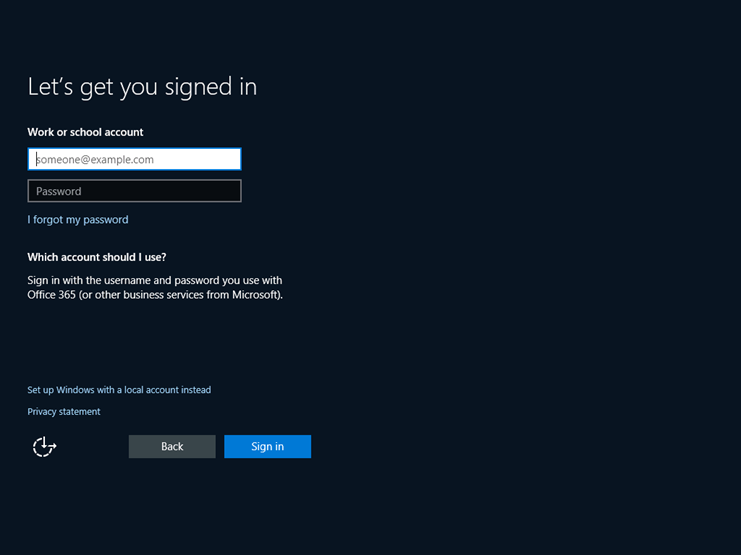 Let’s get you signed in
Work or school account
someone@example.com
Password
I forgot my password
Which account should I use?
Sign in with the username and password you use with
Office 365 (or other business services from Microsoft).
Set up Windows with a local account instead
Privacy statement
Back
Sign in